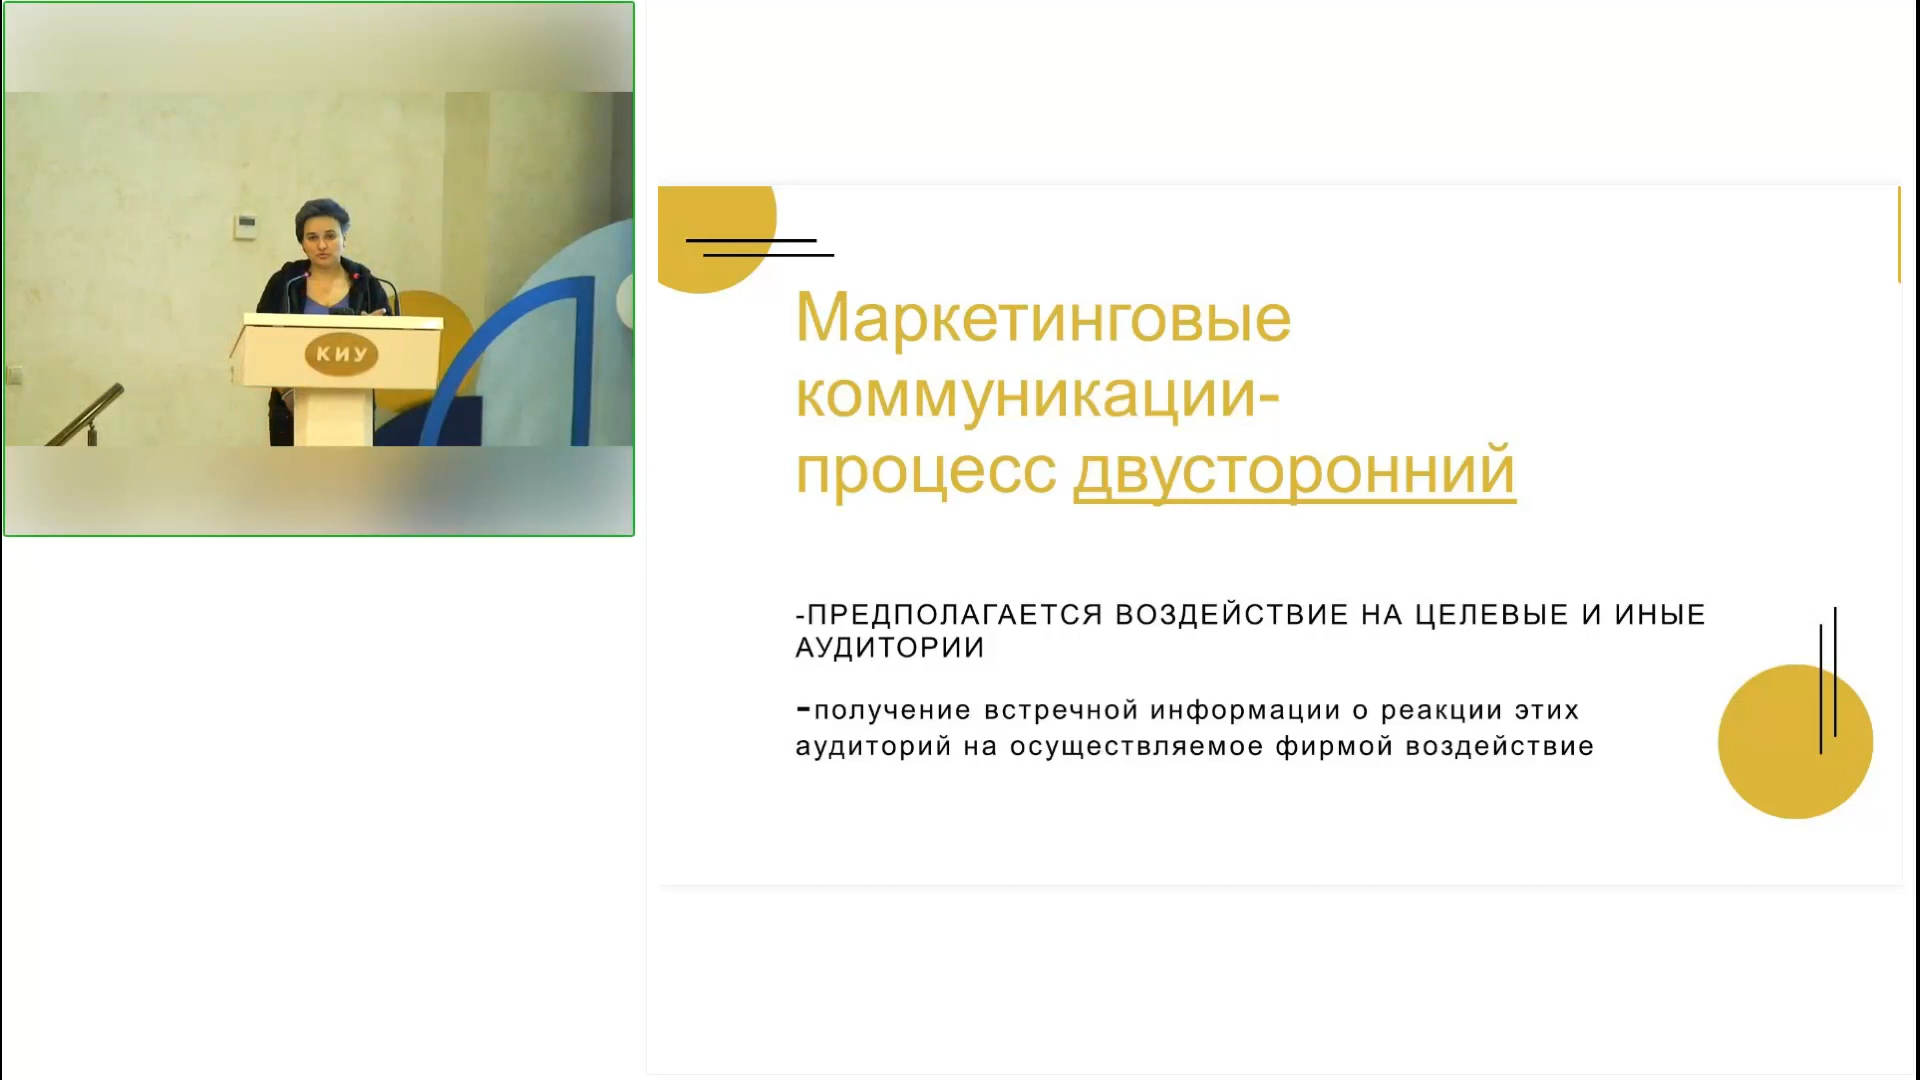 КИУ
Маркетинговые
коммуникации-
процесс двусторонний
-ПРЕДПОЛАГАЕТСЯ ВОЗДЕЙСТВИЕ НА ЦЕЛЕВЫЕ И ИНЫЕ
АУДИТОРИИ
-получение встречной информации о реакции этих
аудиторий на осуществляемое фирмой воздействие